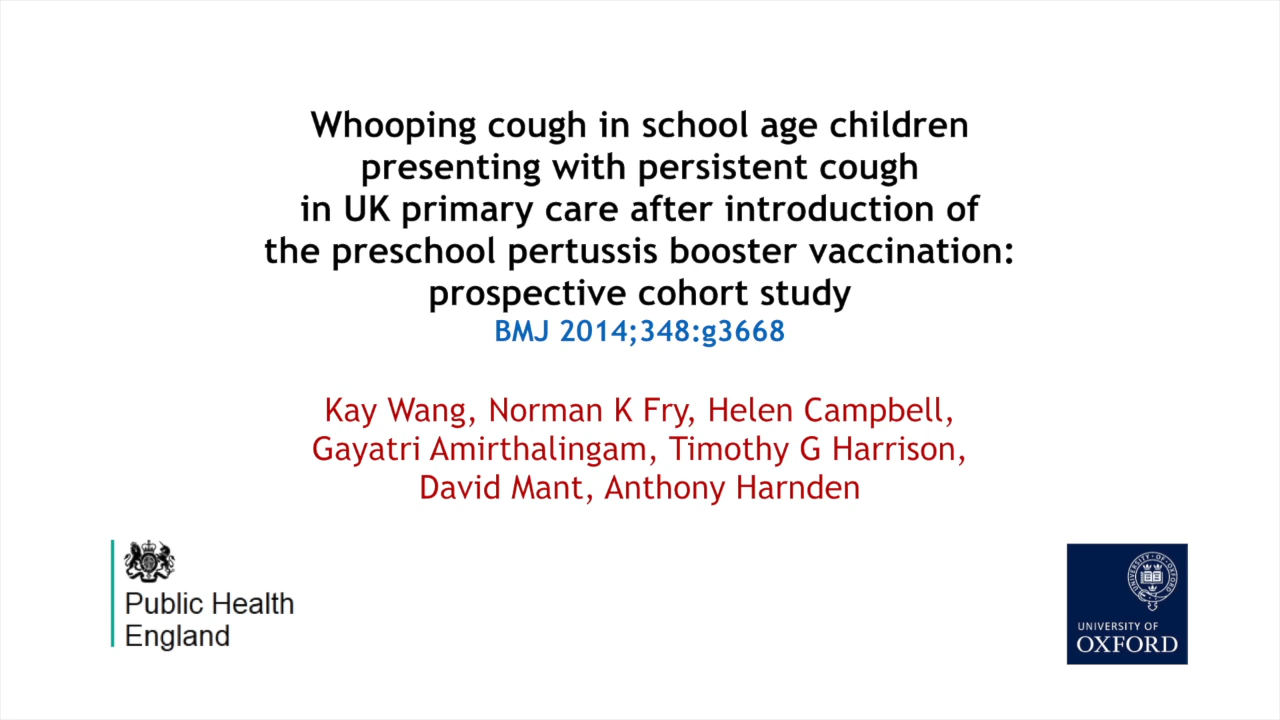 Whooping cough in school age children
presenting with persistent cough
in UK primary care after introduction of
the preschool pertussis booster vaccination:
prospective cohort study
BMJ 2014;348:g3668
Kay Wang, Norman K Fry, Helen Campbell,
Gayatri Amirthalingam, Timothy G Harrison,
David Mant, Anthony Harnden
Public Health
England
UNIVERSITY OF
OXFORD